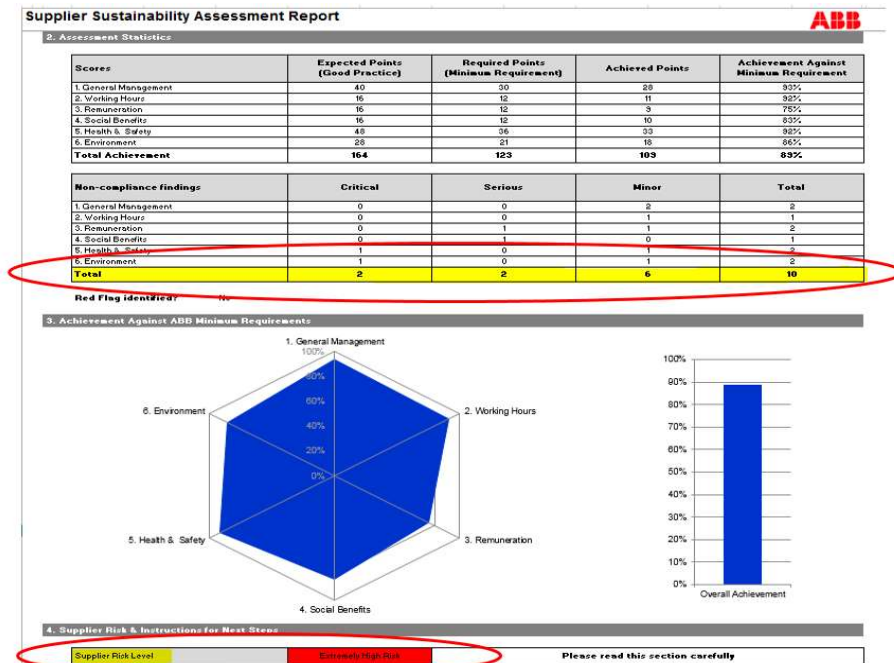 Supplier Sustainability Assessment Report
ABB
2. Assessment Statistics
Scores Expected Points (Good Practice) Required Points (Minimum Requirement) Achieved Points Achievement Against Minimum Requirement
1. General Management 40 30 28 93%
2. Working Hours 16 12 11 92%
3. Remuneration 16 12 9 75%
4. Social Benefits 16 12 10 83%
5. Health & Safety 48 36 33 92%
6. Environment 28 21 18 86%
Total Achievement 164 123 109 89%
Non-compliance findings Critical Serious Minor Total
1. General Management 0 0 2 2
2. Working Hours 0 0 1 1
3. Remuneration 0 1 1 2
4. Social Benefits 0 1 0 1
5. Health & Safety 1 0 1 2
6. Environment 1 0 1 2
Total 2 2 6 10
Red Flag identified? No
3. Achievement Against ABB Minimum Requirements
1. General Management
100%
80%
60%
40%
20%
0%
2. Working Hours
3. Remuneration
4. Social Benefits
5. Health & Safety
6. Environment
100%
90%
80%
70%
60%
50%
40%
30%
20%
10%
0%
Overall Achievement
4. Supplier Risk & Instructions for Next Steps
Supplier Risk Level Extremely High Risk Please read this section carefully